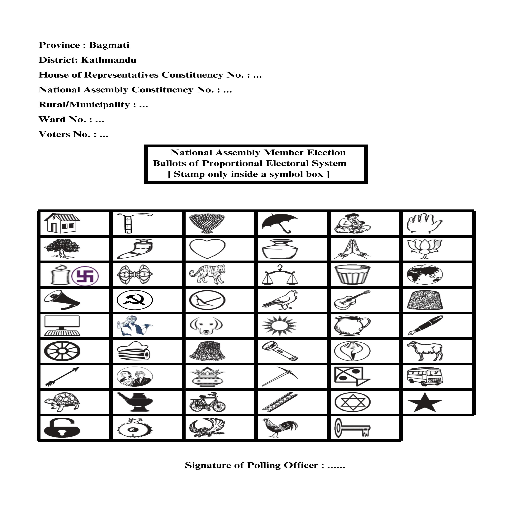 Province : Bagmati
District: Kathmandu
House of Representatives Constituency No. : ...
National Assembly Constituency No. : ...
Rural/Municipality : ...
Ward No. : ...
Voters No. : ...
National Assembly Member Election
Ballots of Proportional Electoral System
[ Stamp only inside a symbol box ]
Signature of Polling Officer : ......